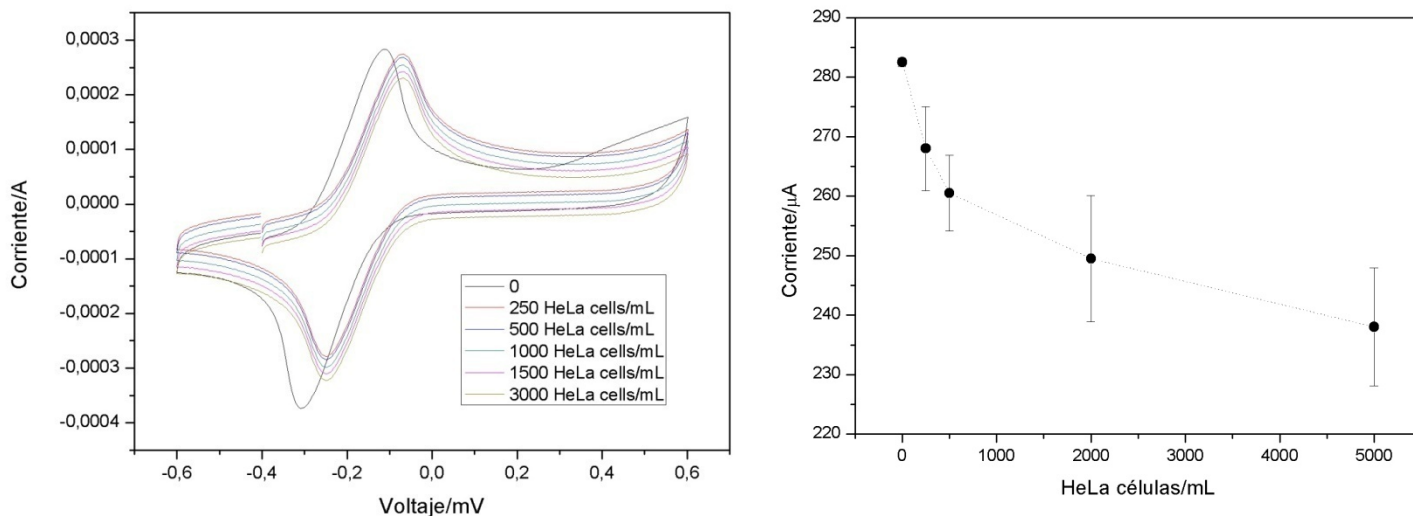 0,0003
0,0002
0,0001
0,0000
-0,0001
-0,0002
-0,0003
-0,0004
Corriente/A
-0,6 -0,4 -0,2 0,0 0,2 0,4 0,6
Voltaje/mV
0
250 HeLa cells/mL
500 HeLa cells/mL
1000 HeLa cells/mL
1500 HeLa cells/mL
3000 HeLa cells/mL
290
280
270
260
250
240
230
220
Corriente/µA
0 1000 2000 3000 4000 5000
HeLa células/mL